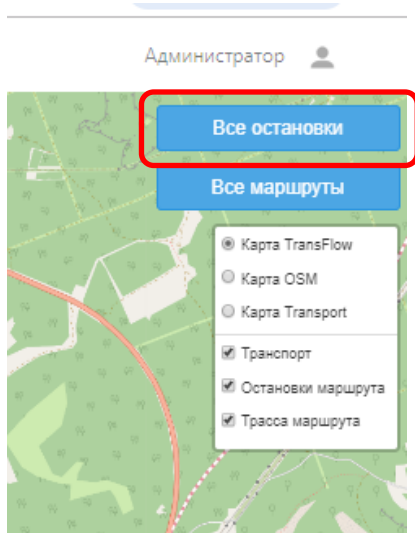 Администратор
Все остановки
Все маршруты
Карта TransFlow
Карта OSM
Карта Transport
Транспорт
Остановки маршрута
Трасса маршрута